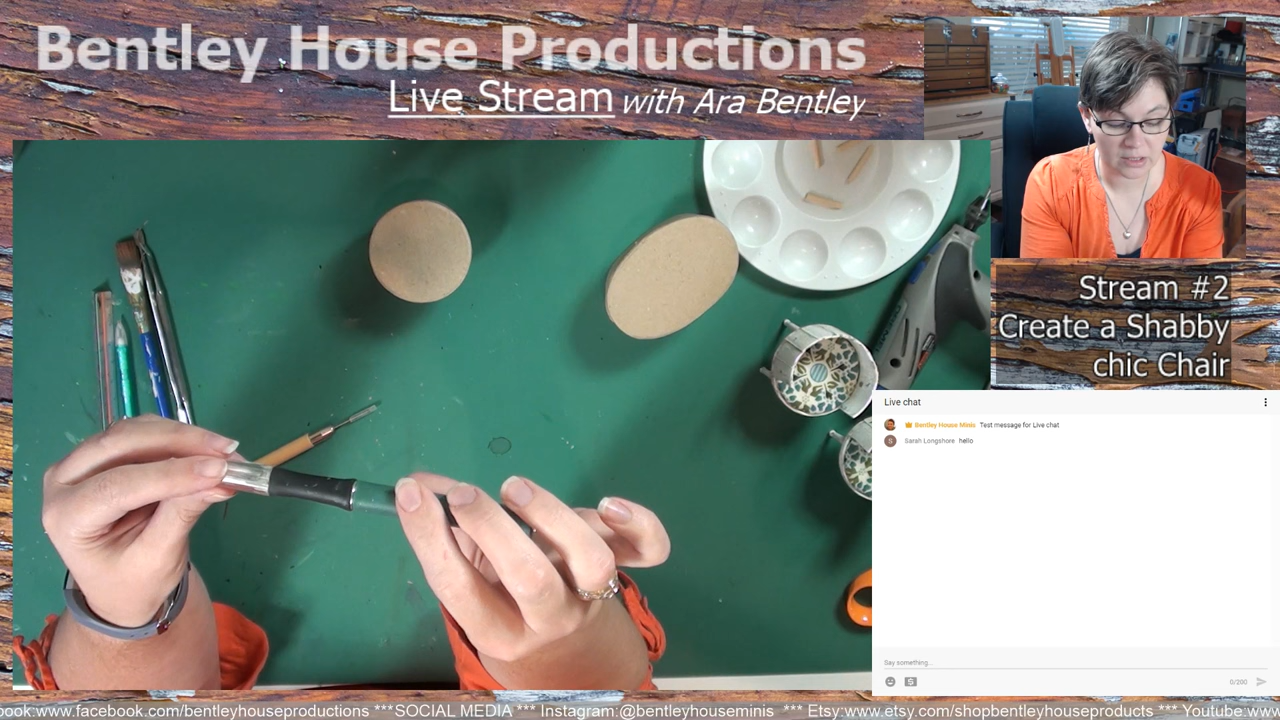 Bentley House Productions
Live Stream with Ara Bentley
Stream #2
Create a Shabby
chic Chair
Live chat
Bentley House Minis Test message for Live chat
S Sarah Longshore hello
Say something...
0/200
ook:www.facebook.com/bentleyhouseproductions ***SOCIAL MEDIA *** Instagram:@bentleyhouseminis *** Etsy:www.etsy.com/shopbentleyhouseproducts *** Youtube:www